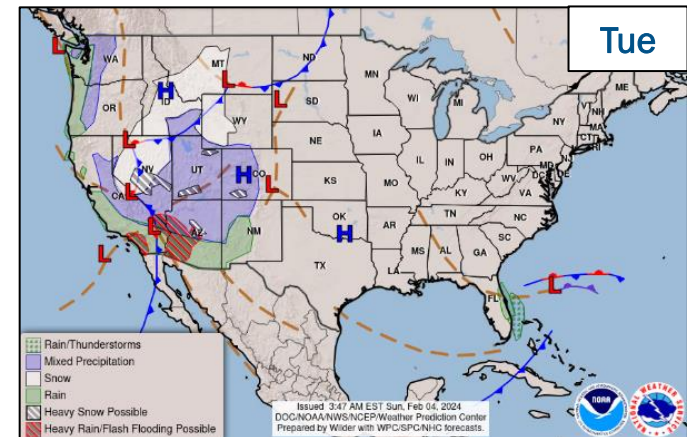 Tue
WA
MT
ND
MN
ME
OR
ID
SD
WI
MI
VT
NH
NY
MA
CT
RI
WY
IA
PA
NE
IL
IN
OH
MD
DE
NJ
DC
NV
UT
CO
WV
VA
KS
MO
KY
CA
NC
TN
OK
AR
SC
AZ
NM
MS
AL
GA
TX
LA
FL
L
H
L
L
L
H
L
L
L
H
L
L
Rain/Thunderstorms
Mixed Precipitation
Snow
Rain
Heavy Snow Possible
Heavy Rain/Flash Flooding Possible
Issued 3:47 AM EST Sun, Feb 04, 2024
DOC/NOAA/NWS/NCEP/Weather Prediction Center
Prepared by Wilder with WPC/SPC/NHC forecasts.
NOAA
NATIONAL WEATHER SERVICE